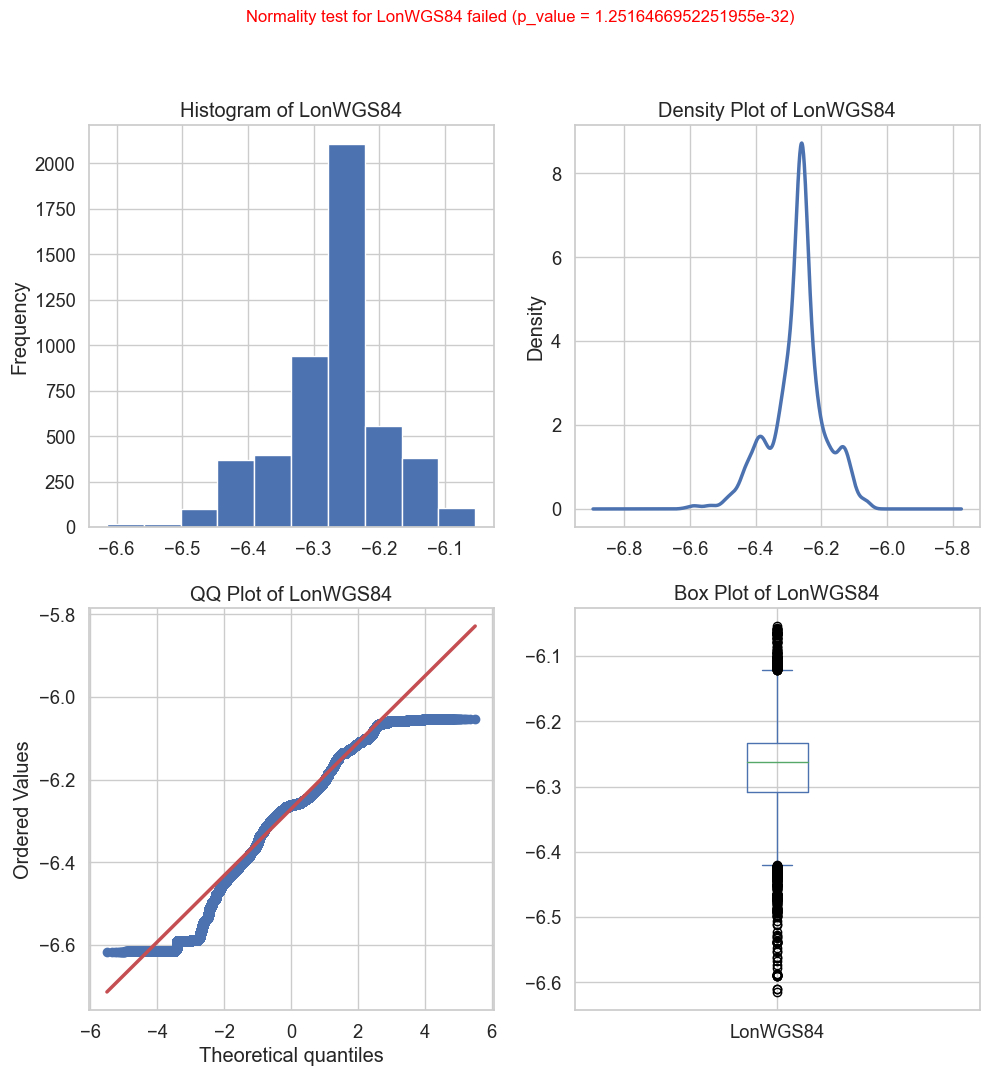 Normality test for LonWGS84 failed (p_value = 1.2516466952251955e-32)
Histogram of LonWGS84
Frequency
2000
1750
1500
1250
1000
750
500
250
0
−6.6 −6.5 −6.4 −6.3 −6.2 −6.1
Density Plot of LonWGS84
Density
8
6
4
2
0
−6.8 −6.6 −6.4 −6.2 −6.0 −5.8
QQ Plot of LonWGS84
Ordered Values
−5.8
−6.0
−6.2
−6.4
−6.6
−6 −4 −2 0 2 4 6
Theoretical quantiles
Box Plot of LonWGS84
−6.1
−6.2
−6.3
−6.4
−6.5
−6.6
LonWGS84